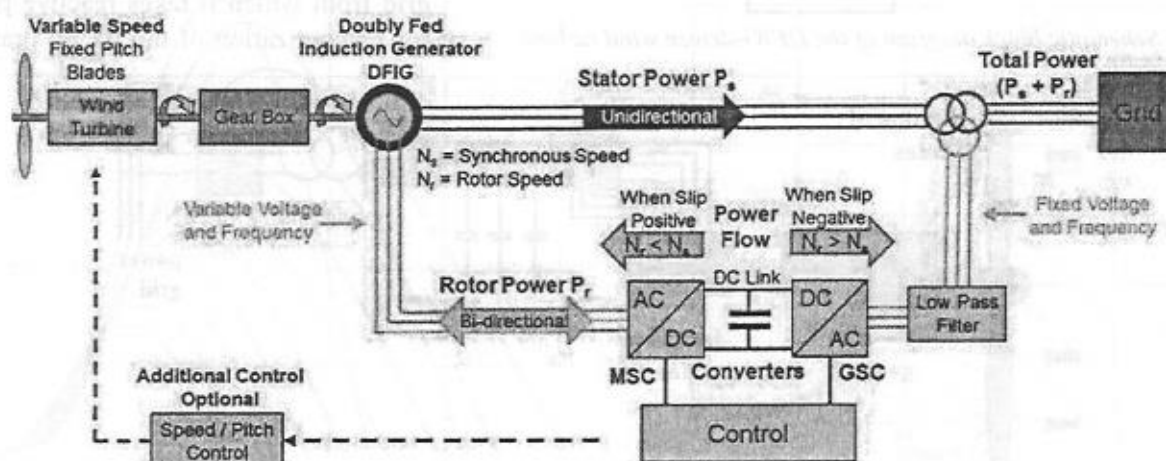 Variable Speed
Fixed Pitch
Blades
Wind
Turbine
Gear Box
Doubly Fed
Induction Generator
DFIG
Stator Power Ps
Unidirectional
Total Power
(Ps + Pr)
Grid
Ns = Synchronous Speed
Nr = Rotor Speed
Variable Voltage
and Frequency
When Slip
Positive
Nr < Ns
Power
Flow
When Slip
Negative
Nr > Ns
Fixed Voltage
and Frequency
Rotor Power Pr
Bi-directional
AC
DC
DC Link
DC
AC
Low Pass
Filter
MSC
Converters
GSC
Additional Control
Optional
Speed / Pitch
Control
Control